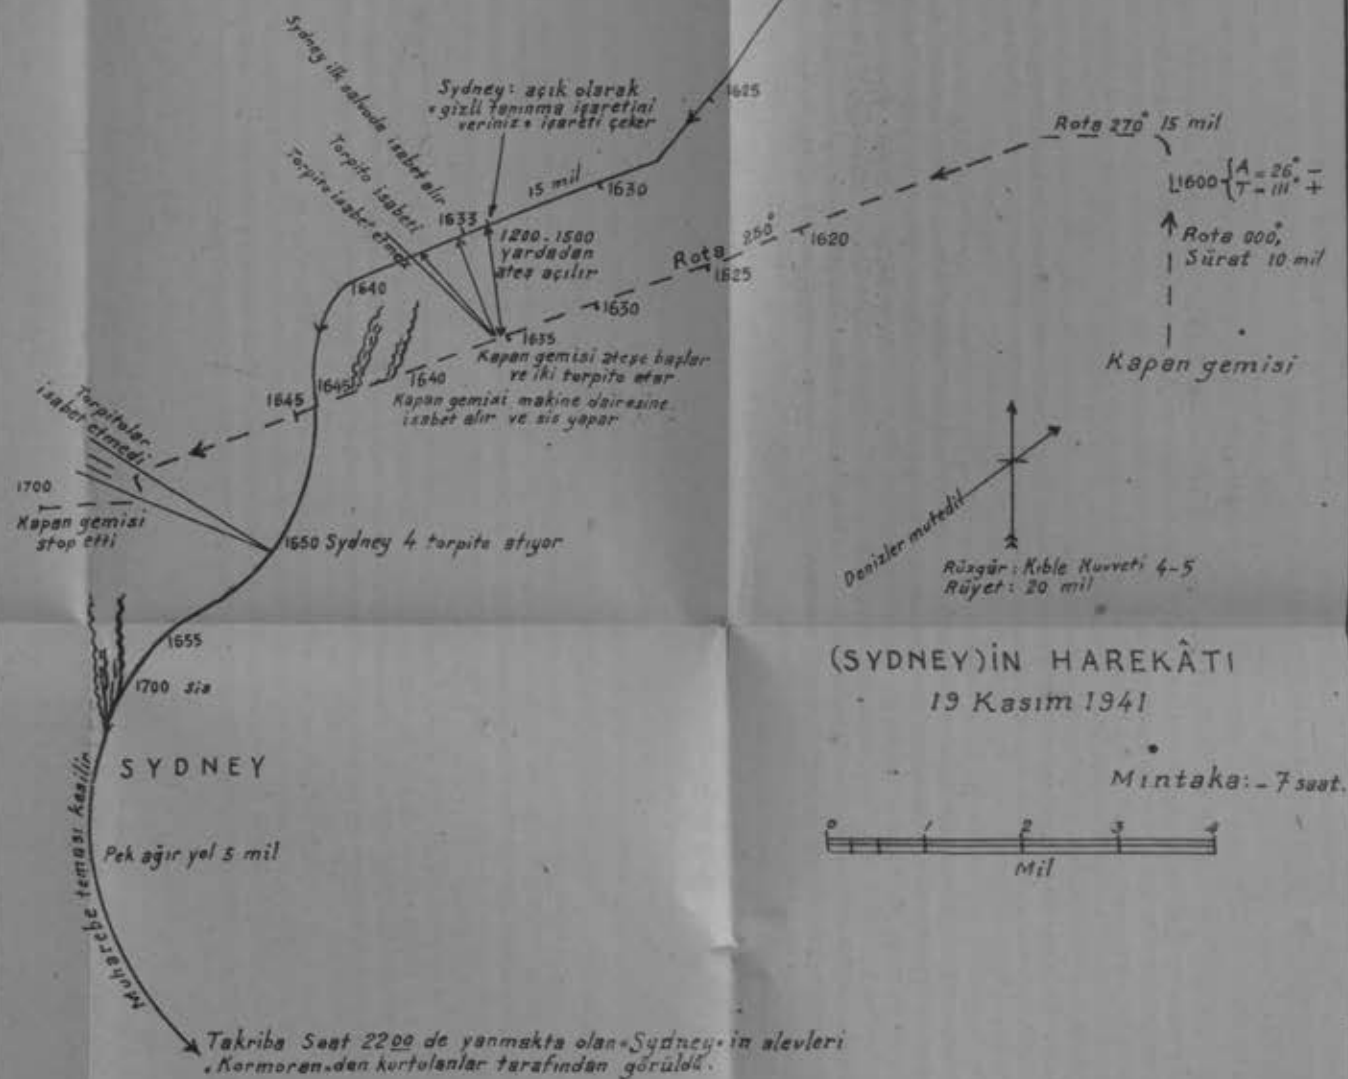 Sydney ilk salvoda isabet alır
Torpito isabeti
Torpito isabet etmedi
Sydney: açık olarak
«gizli tanınma işaretini
veriniz» işareti çeker
1625
15 mil
1630
1633
1200-1500
yardadan
ateş açılır
1640
Rota 270° 15 mil
1600 { A = 26° –
T = 111° +
Rota 000°,
Sürat 10 mil
Kapan gemisi
1620
Rota 250°
1625
1630
1635
Kapan gemisi ateşe başlar
ve iki torpito atar
1640
Kapan gemisi makine dairesine
isabet alır ve sis yapar
1645
1645
Torpitolar
isabet etmedi
1700
Kapan gemisi
stop etti
1650 Sydney 4 torpito atıyor
Denizler mutedil
Rüzgâr: Kıble Kuvveti 4-5
Rüyet: 20 mil
1655
1700 sis
(SYDNEY)İN HAREKÂTI
19 Kasım 1941
SYDNEY
Mıntaka: - 7 saat.
0 1 2 3 4
Mil
Pek ağır yol 5 mil
Muharebe teması kesilir
Takriba Saat 2200 de yanmakta olan «Sydney» in alevleri
«Kormoran» dan kurtulanlar tarafından görüldü.